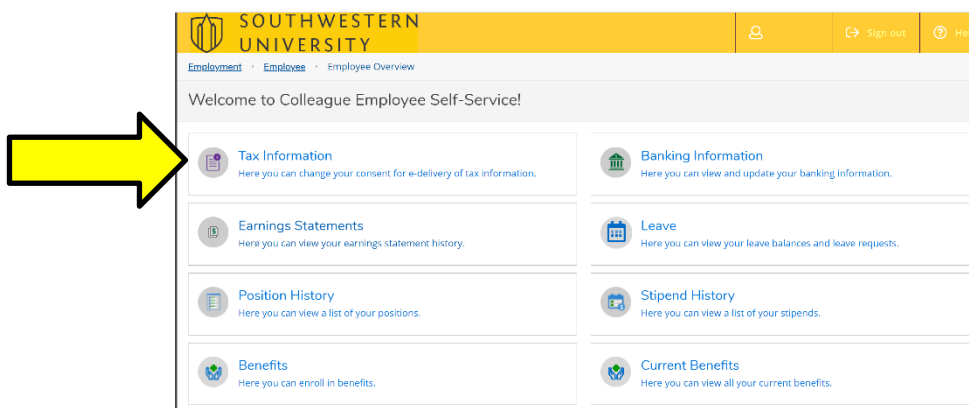 SOUTHWESTERN
UNIVERSITY
Sign out
Employment · Employee · Employee Overview
Welcome to Colleague Employee Self-Service!
Tax Information
Here you can change your consent for e-delivery of tax information.
Banking Information
Here you can view and update your banking information.
Earnings Statements
Here you can view your earnings statement history.
Leave
Here you can view your leave balances and leave requests.
Position History
Here you can view a list of your positions.
Stipend History
Here you can view a list of your stipends.
Benefits
Here you can enroll in benefits.
Current Benefits
Here you can view all your current benefits.